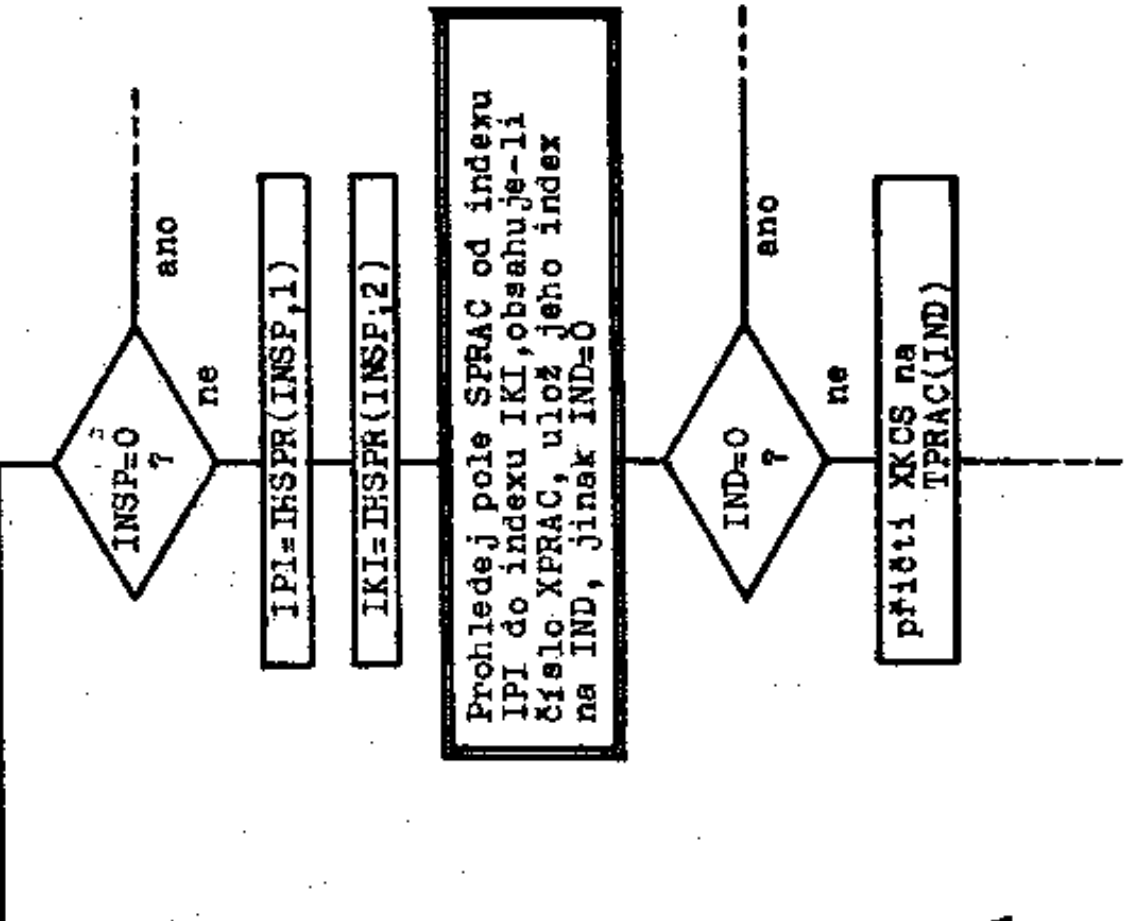 INSP=0
?
ano
ne
IPI=IHSPR(INSP,1)
IKI=IHSPR(INSP,2)
Prohledej pole SPRAC od indexu
IPI do indexu IKI,obsahuje-li
číslo XPRAC, ulož jeho index
na IND, jinak IND=0
IND=0
?
ano
ne
přičti XKCS na
TPRAC(IND)